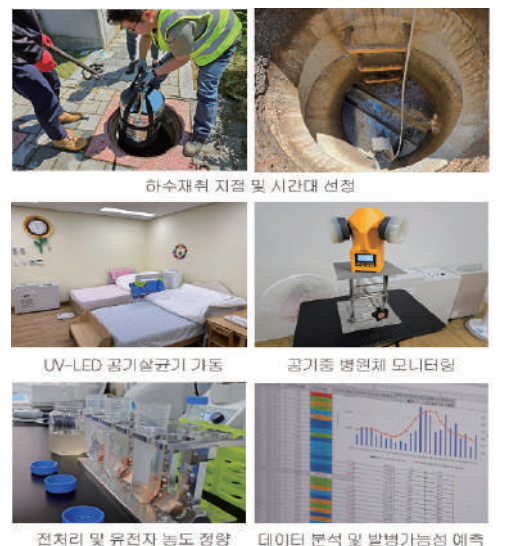 하수재취 지점 및 시간대 선정
UV-LED 공기살균기 가동
공기중 병원체 모니터링
전처리 및 유전자 농도 정량
데이터 분석 및 발병가능성 예측